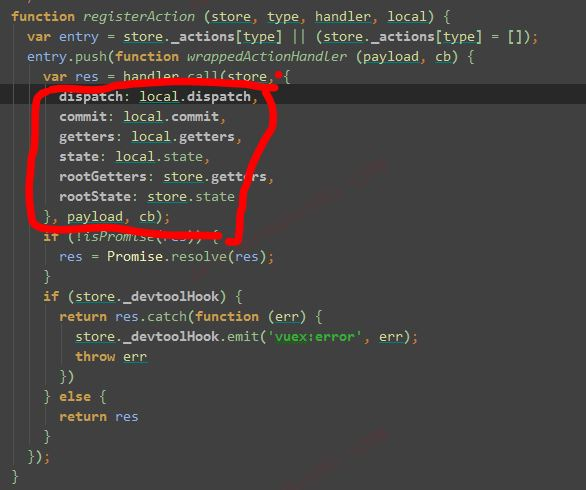 function registerAction (store, type, handler, local) {
  var entry = store._actions[type] || (store._actions[type] = []);
  entry.push(function wrappedActionHandler (payload, cb) {
    var res = handler.call(store, {
      dispatch: local.dispatch,
      commit: local.commit,
      getters: local.getters,
      state: local.state,
      rootGetters: store.getters,
      rootState: store.state
    }, payload, cb);
    if (!isPromise(res)) {
      res = Promise.resolve(res);
    }
    if (store._devtoolHook) {
      return res.catch(function (err) {
        store._devtoolHook.emit('vuex:error', err);
        throw err
      })
    } else {
      return res
    }
  });
}